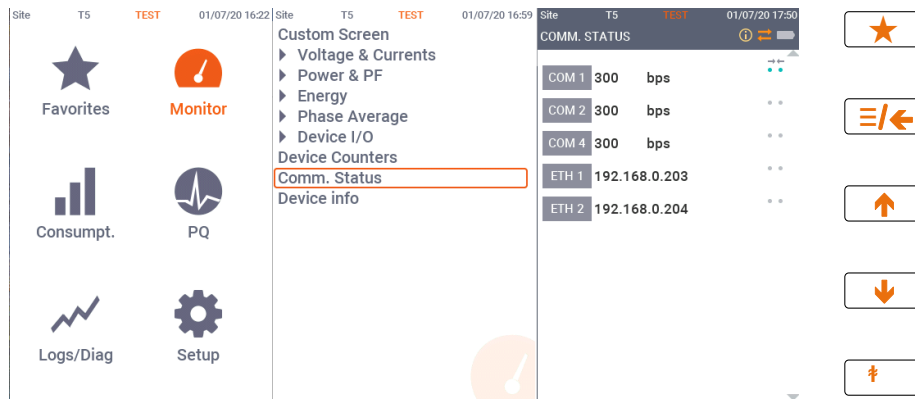 Site T5 TEST 01/07/20 16:22
Favorites Monitor
Consumpt. PQ
Logs/Diag Setup
Site T5 TEST 01/07/20 16:59
Custom Screen
Voltage & Currents
Power & PF
Energy
Phase Average
Device I/O
Device Counters
Comm. Status
Device info
Site T5 TEST 01/07/20 17:50
COMM. STATUS
COM 1 300 bps
COM 2 300 bps
COM 4 300 bps
ETH 1 192.168.0.203
ETH 2 192.168.0.204